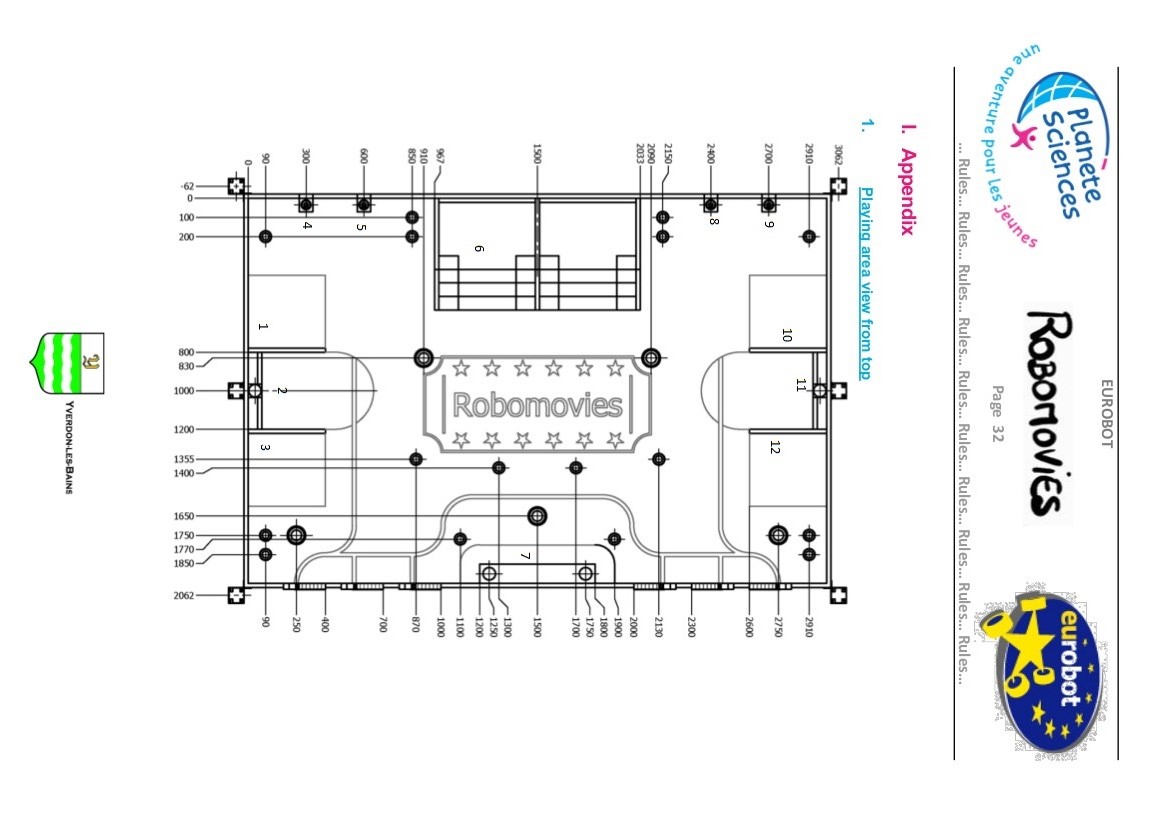 EUROBOT
Planete
Sciences
une aventure pour les jeunes
ROBOMOVIES
eurobot
Page 32
... Rules... Rules... Rules... Rules... Rules... Rules... Rules... Rules... Rules... Rules...
I. Appendix
1. Playing area view from top
0 90 300 600 850 910 967 1500 2033 2090 2150 2400 2700 2910 3062
-62
0
100
200
800
830
1000
1200
1355
1400
1650
1750
1770
1850
2062
4
5
6
8
9
1
2
3
10
11
12
7
Robomovies
90 250 400 700 870 1000 1100 1200 1250 1300 1500 1700 1750 1800 1900 2000 2130 2300 2600 2750 2910
Y
YVERDON-LES-BAINS